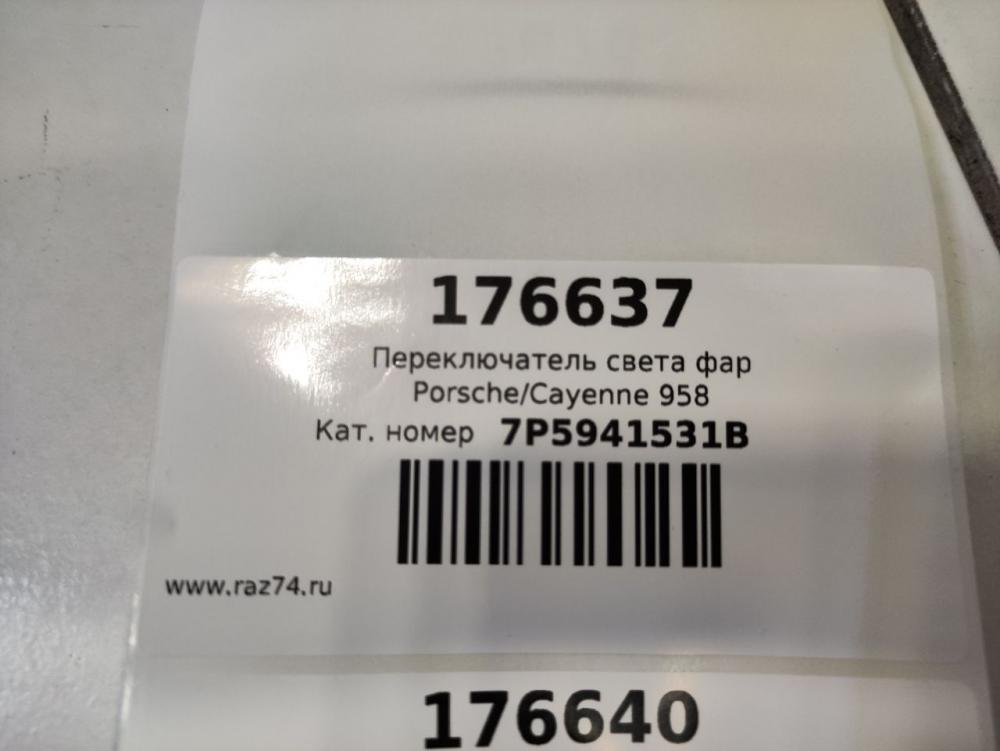 176637
Переключатель света фар
Porsche/Cayenne 958
Кат. номер 7P5941531B
www.raz74.ru
176640